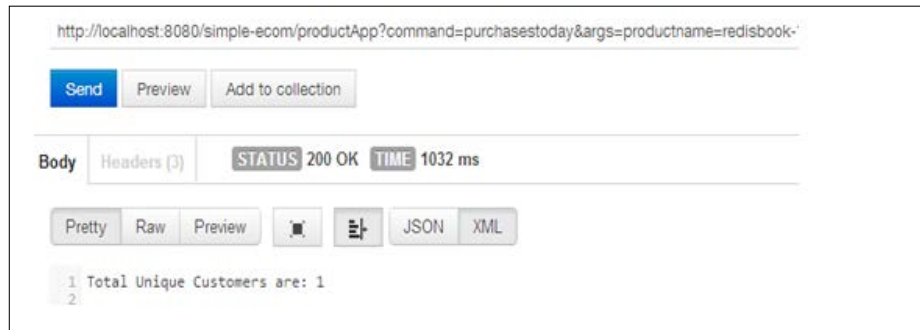 http://localhost:8080/simple-ecom/productApp?command=purchasestoday&args=productname=redisbook-
Send Preview Add to collection
Body Headers (3) STATUS 200 OK TIME 1032 ms
Pretty Raw Preview JSON XML
1 Total Unique Customers are: 1
2